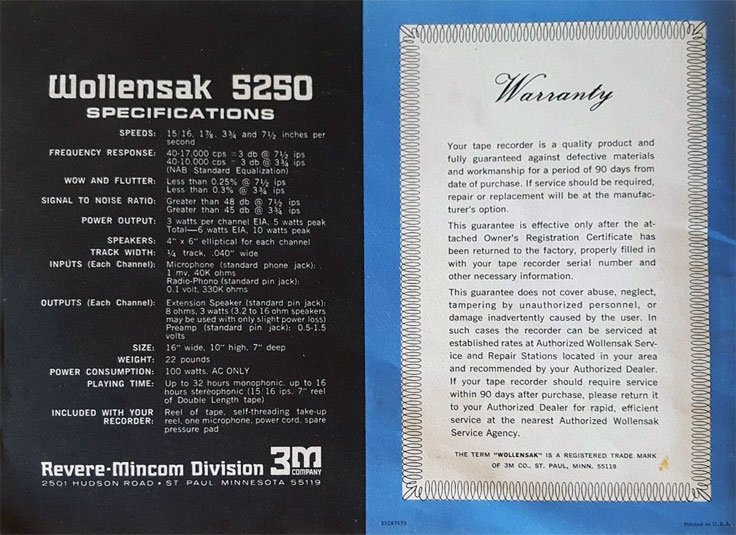 Wollensak 5250
SPECIFICATIONS
SPEEDS: 15/16, 1⅞, 3¾ and 7½ inches per
second
FREQUENCY RESPONSE: 40-17,000 cps ±3 db @ 7½ ips
40-10,000 cps ±3 db @ 3¾ ips
(NAB Standard Equalization)
WOW AND FLUTTER: Less than 0.25% @ 7½ ips
Less than 0.3% @ 3¾ ips
SIGNAL TO NOISE RATIO: Greater than 48 db @ 7½ ips
Greater than 45 db @ 3¾ ips
POWER OUTPUT: 3 watts per channel EIA, 5 watts peak
Total—6 watts EIA, 10 watts peak
SPEAKERS: 4" x 6" elliptical for each channel
TRACK WIDTH: ¼ track, .040" wide
INPUTS (Each Channel): Microphone (standard phone jack):
1 mv, 40K ohms
Radio-Phono (standard pin jack):
0.1 volt, 330K ohms
OUTPUTS (Each Channel): Extension Speaker (standard pin jack):
8 ohms, 3 watts (3.2 to 16 ohm speakers
may be used with only slight power loss)
Preamp (standard pin jack): 0.5-1.5
volts
SIZE: 16" wide, 10" high, 7" deep
WEIGHT: 22 pounds
POWER CONSUMPTION: 100 watts, AC ONLY
PLAYING TIME: Up to 32 hours monophonic, up to 16
hours stereophonic (15/16 ips, 7" reel
of Double Length tape)
INCLUDED WITH YOUR RECORDER: Reel of tape, self-threading take-up
reel, one microphone, power cord, spare
pressure pad
Revere-Mincom Division 3M COMPANY
2501 HUDSON ROAD • ST. PAUL, MINNESOTA 55119
Warranty
Your tape recorder is a quality product and
fully guaranteed against defective materials
and workmanship for a period of 90 days from
date of purchase. If service should be required,
repair or replacement will be at the manufac-
turer's option.
This guarantee is effective only after the at-
tached Owner's Registration Certificate has
been returned to the factory, properly filled in
with your tape recorder serial number and
other necessary information.
This guarantee does not cover abuse, neglect,
tampering by unauthorized personnel, or
damage inadvertently caused by the user. In
such cases the recorder can be serviced at
established rates at Authorized Wollensak Serv-
ice and Repair Stations located in your area
and recommended by your Authorized Dealer.
If your tape recorder should require service
within 90 days after purchase, please return it
to your Authorized Dealer for rapid, efficient
service at the nearest Authorized Wollensak
Service Agency.
THE TERM "WOLLENSAK" IS A REGISTERED TRADE MARK
OF 3M CO., ST. PAUL, MINN. 55119
Printed in U.S.A.